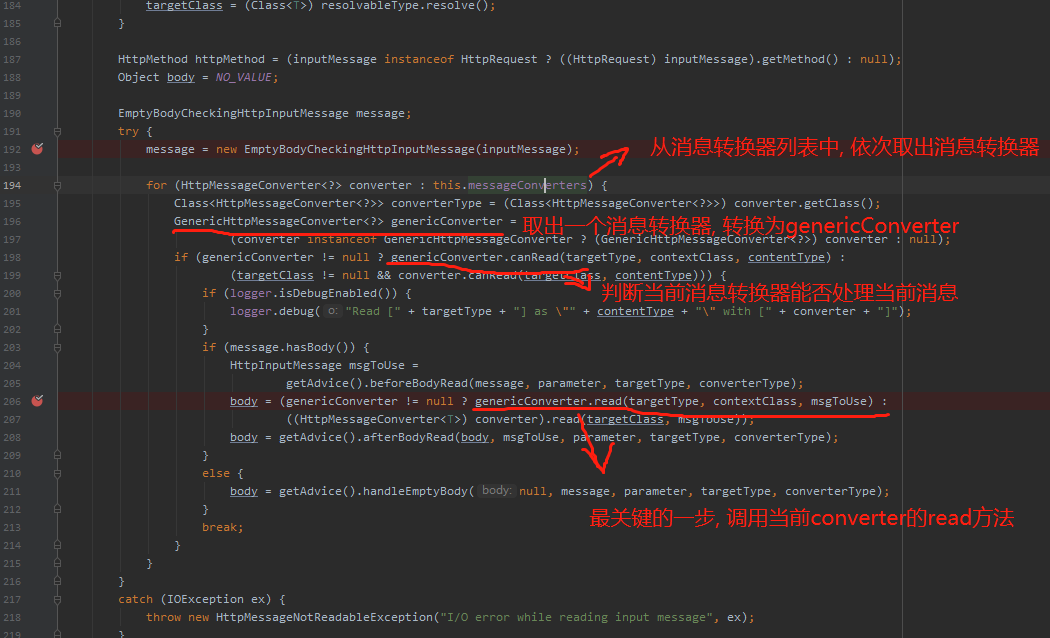 184 targetClass = (Class<T>) resolvableType.resolve();
185 }
186
187 HttpMethod httpMethod = (inputMessage instanceof HttpRequest ? ((HttpRequest) inputMessage).getMethod() : null);
188 Object body = NO_VALUE;
189
190 EmptyBodyCheckingHttpInputMessage message;
191 try {
192 message = new EmptyBodyCheckingHttpInputMessage(inputMessage);
从消息转换器列表中, 依次取出消息转换器
193
194 for (HttpMessageConverter<?> converter : this.messageConverters) {
195 Class<HttpMessageConverter<?>> converterType = (Class<HttpMessageConverter<?>>) converter.getClass();
196 GenericHttpMessageConverter<?> genericConverter =
取出一个消息转换器, 转换为genericConverter
197 (converter instanceof GenericHttpMessageConverter ? (GenericHttpMessageConverter<?>) converter : null);
198 if (genericConverter != null ? genericConverter.canRead(targetType, contextClass, contentType) :
199 (targetClass != null && converter.canRead(targetClass, contentType))) {
200 if (logger.isDebugEnabled()) {
判断当前消息转换器能否处理当前消息
201 logger.debug( o: "Read [" + targetType + "] as \"" + contentType + "\" with [" + converter + "]");
202 }
203 if (message.hasBody()) {
204 HttpInputMessage msgToUse =
205 getAdvice().beforeBodyRead(message, parameter, targetType, converterType);
206 body = (genericConverter != null ? genericConverter.read(targetType, contextClass, msgToUse) :
207 ((HttpMessageConverter<T>) converter).read(targetClass, msgToUse));
208 body = getAdvice().afterBodyRead(body, msgToUse, parameter, targetType, converterType);
209 }
210 else {
211 body = getAdvice().handleEmptyBody( body: null, message, parameter, targetType, converterType);
212 }
最关键的一步, 调用当前converter的read方法
213 break;
214 }
215 }
216 }
217 catch (IOException ex) {
218 throw new HttpMessageNotReadableException("I/O error while reading input message", ex);
219 }